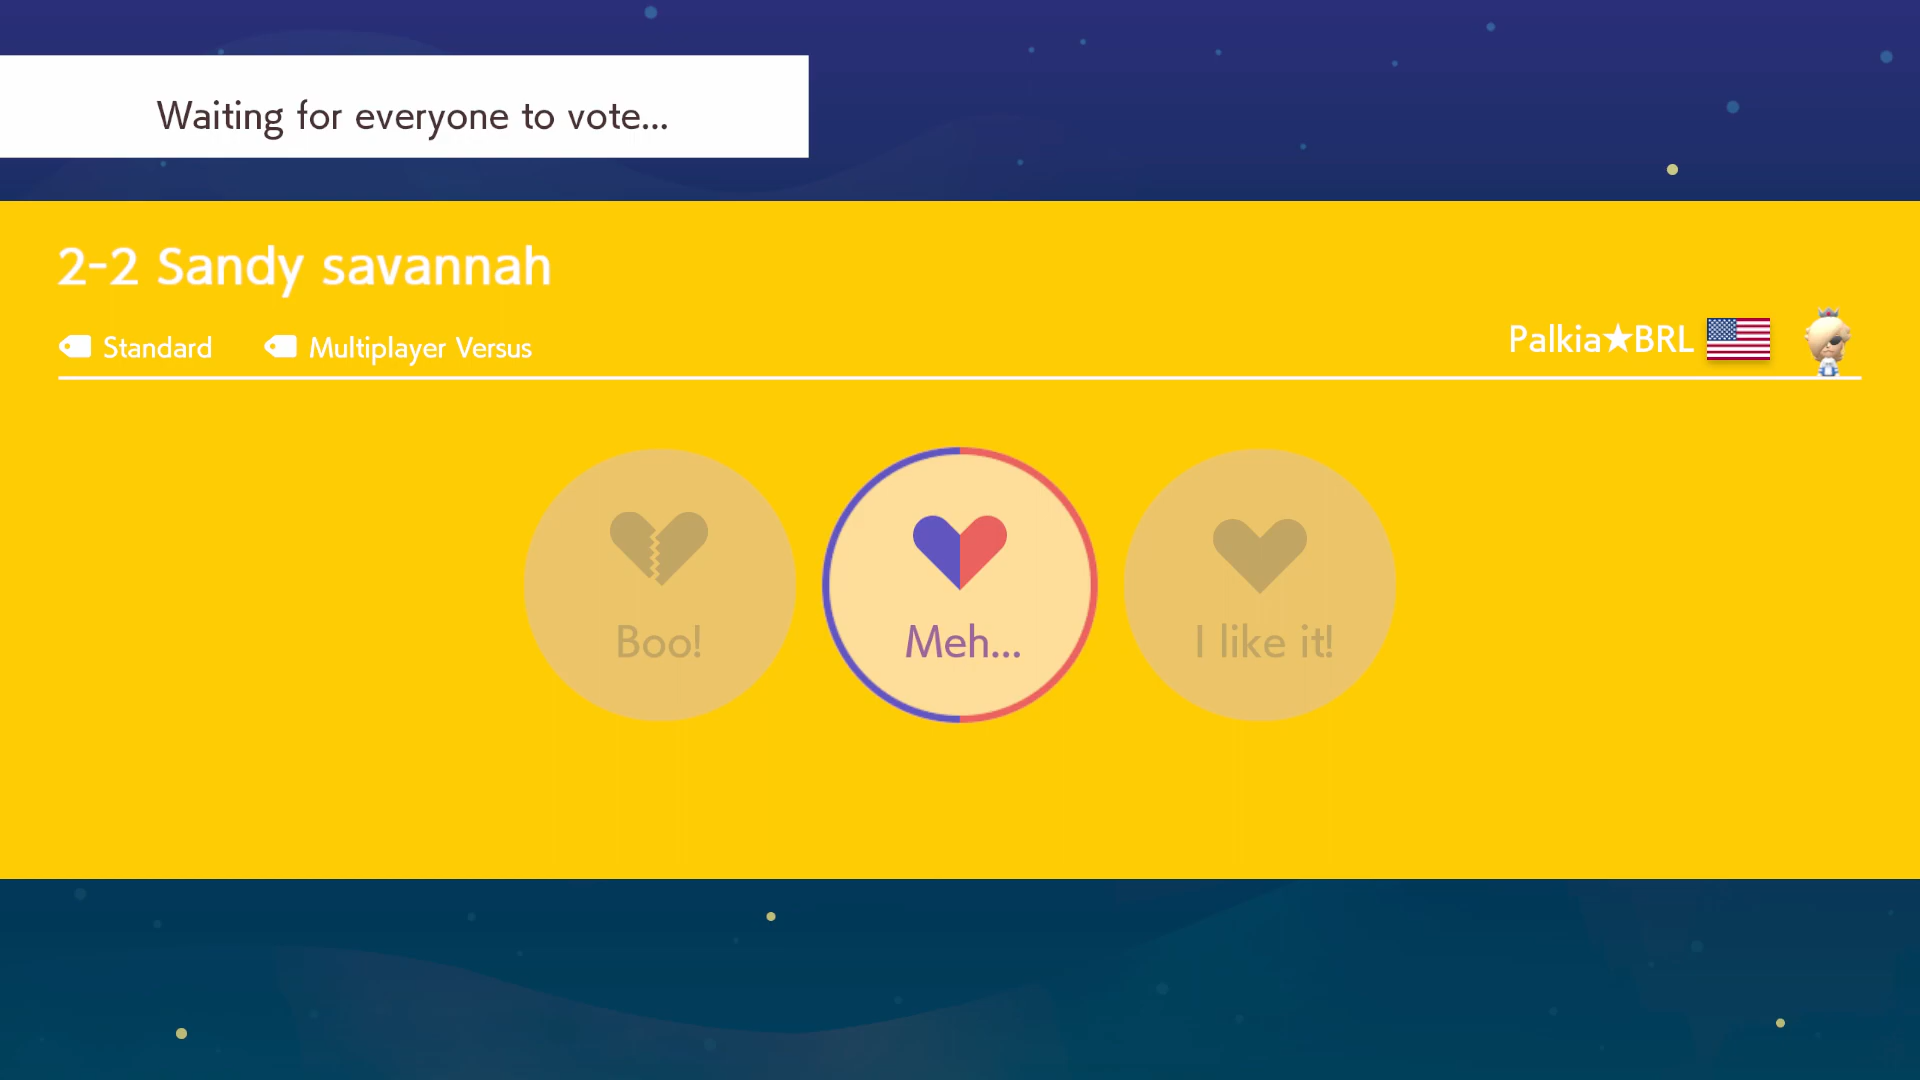 Waiting for everyone to vote...
2-2 Sandy savannah
Standard
Multiplayer Versus
Palkia★BRL
Boo!
Meh...
I like it!